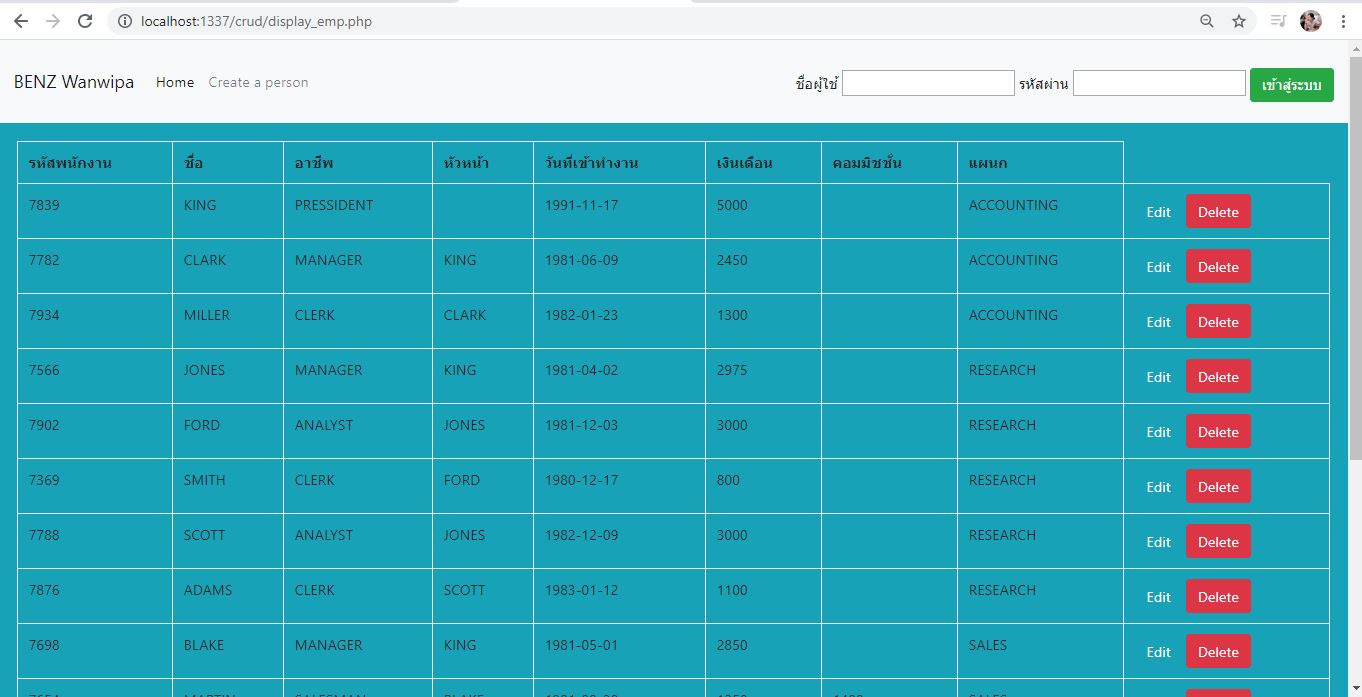 localhost:1337/crud/display_emp.php
BENZ Wanwipa Home Create a person ชื่อผู้ใช้ รหัสผ่าน เข้าสู่ระบบ
รหัสพนักงาน ชื่อ อาชีพ หัวหน้า วันที่เข้าทำงาน เงินเดือน คอมมิชชั่น แผนก
7839 KING PRESSIDENT 1991-11-17 5000 ACCOUNTING Edit Delete
7782 CLARK MANAGER KING 1981-06-09 2450 ACCOUNTING Edit Delete
7934 MILLER CLERK CLARK 1982-01-23 1300 ACCOUNTING Edit Delete
7566 JONES MANAGER KING 1981-04-02 2975 RESEARCH Edit Delete
7902 FORD ANALYST JONES 1981-12-03 3000 RESEARCH Edit Delete
7369 SMITH CLERK FORD 1980-12-17 800 RESEARCH Edit Delete
7788 SCOTT ANALYST JONES 1982-12-09 3000 RESEARCH Edit Delete
7876 ADAMS CLERK SCOTT 1983-01-12 1100 RESEARCH Edit Delete
7698 BLAKE MANAGER KING 1981-05-01 2850 SALES Edit Delete